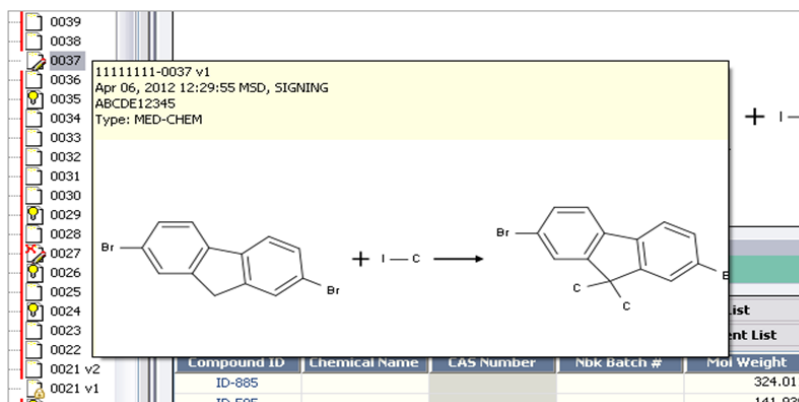 0039
0038
0037
0036
0035
0034
0033
0032
0031
0030
0029
0028
0027
0026
0025
0024
0023
0022
0021 v2
0021 v1
11111111-0037 v1
Apr 06, 2012 12:29:55 MSD, SIGNING
ABCDE12345
Type: MED-CHEM
Br
Br
+ I C
Br
C
C
+ I
Compound ID Chemical Name CAS Number Nbk Batch # Mol Weight
ID-885 324.01